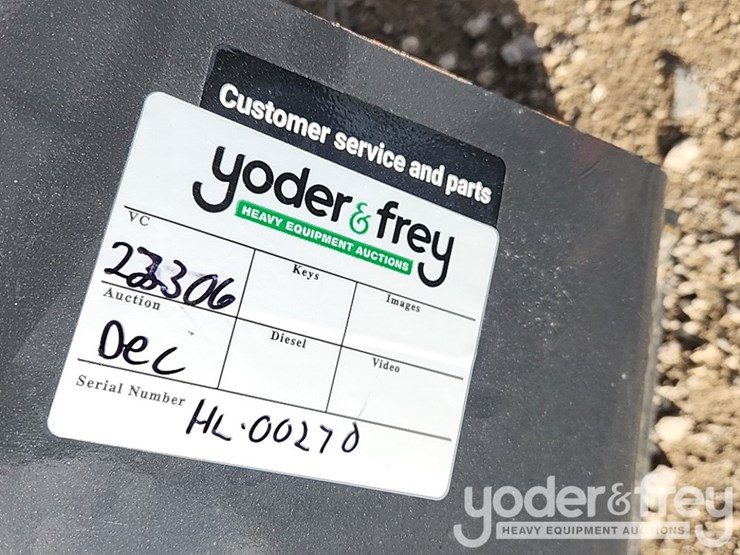 Customer service and parts
yoder & frey
HEAVY EQUIPMENT AUCTIONS
VC
Keys
Images
Auction
Diesel
Video
Dec
Serial Number HL-00270
yoder & frey
HEAVY EQUIPMENT AUCTIONS